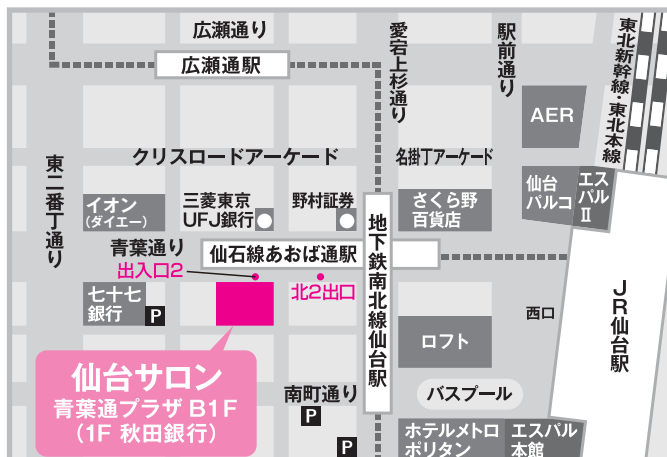 広瀬通り
広瀬通駅
愛宕上杉通り
駅前通り
東北新幹線・東北本線
AER
クリスロードアーケード
名掛丁アーケード
東二番丁通り
イオン
(ダイエー)
三菱東京
UFJ銀行
野村証券
さくら野
百貨店
仙台
パルコ
エス
パル
II
青葉通り
仙石線あおば通駅
地下鉄南北線仙台駅
出入口2
北2出口
七十七
銀行
P
西口
JR仙台駅
ロフト
仙台サロン
青葉通プラザ B1F
(1F 秋田銀行)
南町通り
P
バスプール
P
ホテルメトロ
ポリタン
エスパル
本館